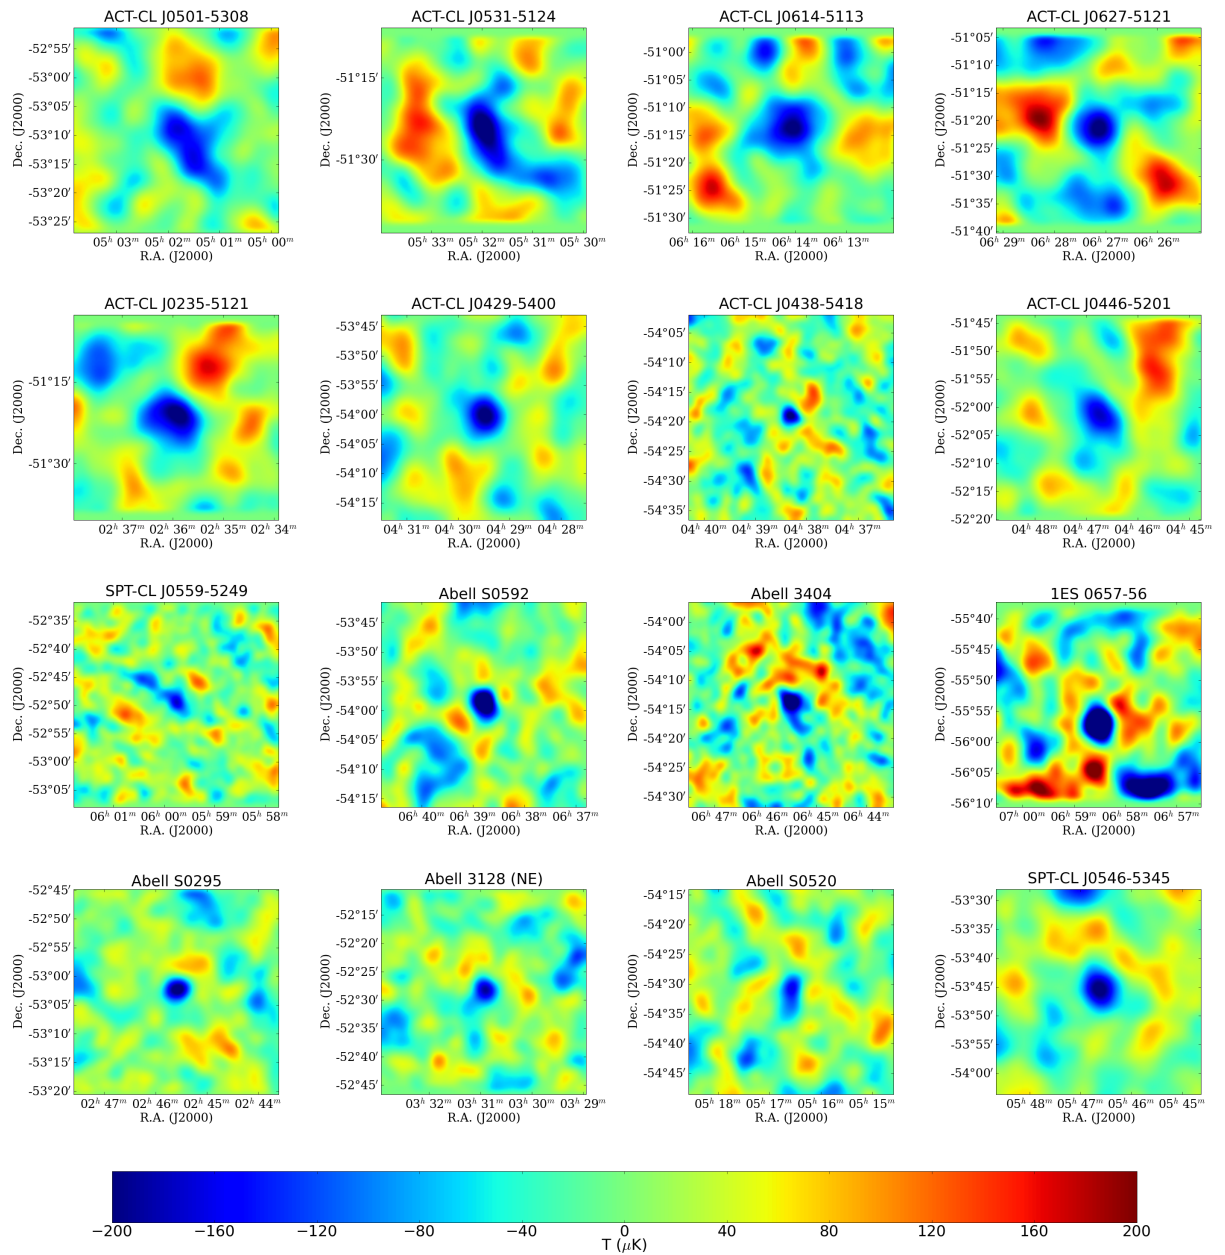 ACT-CL J0501-5308
-52°55′
-53°00′
-53°05′
-53°10′
-53°15′
-53°20′
-53°25′
Dec. (J2000)
05ʰ 03ᵐ 05ʰ 02ᵐ 05ʰ 01ᵐ 05ʰ 00ᵐ
R.A. (J2000)
ACT-CL J0531-5124
-51°15′
-51°30′
Dec. (J2000)
05ʰ 33ᵐ 05ʰ 32ᵐ 05ʰ 31ᵐ 05ʰ 30ᵐ
R.A. (J2000)
ACT-CL J0614-5113
-51°00′
-51°05′
-51°10′
-51°15′
-51°20′
-51°25′
-51°30′
Dec. (J2000)
06ʰ 16ᵐ 06ʰ 15ᵐ 06ʰ 14ᵐ 06ʰ 13ᵐ
R.A. (J2000)
ACT-CL J0627-5121
-51°05′
-51°10′
-51°15′
-51°20′
-51°25′
-51°30′
-51°35′
-51°40′
Dec. (J2000)
06ʰ 29ᵐ 06ʰ 28ᵐ 06ʰ 27ᵐ 06ʰ 26ᵐ
R.A. (J2000)
ACT-CL J0235-5121
-51°15′
-51°30′
Dec. (J2000)
02ʰ 37ᵐ 02ʰ 36ᵐ 02ʰ 35ᵐ 02ʰ 34ᵐ
R.A. (J2000)
ACT-CL J0429-5400
-53°45′
-53°50′
-53°55′
-54°00′
-54°05′
-54°10′
-54°15′
Dec. (J2000)
04ʰ 31ᵐ 04ʰ 30ᵐ 04ʰ 29ᵐ 04ʰ 28ᵐ
R.A. (J2000)
ACT-CL J0438-5418
-54°05′
-54°10′
-54°15′
-54°20′
-54°25′
-54°30′
-54°35′
Dec. (J2000)
04ʰ 40ᵐ 04ʰ 39ᵐ 04ʰ 38ᵐ 04ʰ 37ᵐ
R.A. (J2000)
ACT-CL J0446-5201
-51°45′
-51°50′
-51°55′
-52°00′
-52°05′
-52°10′
-52°15′
-52°20′
Dec. (J2000)
04ʰ 48ᵐ 04ʰ 47ᵐ 04ʰ 46ᵐ 04ʰ 45ᵐ
R.A. (J2000)
SPT-CL J0559-5249
-52°35′
-52°40′
-52°45′
-52°50′
-52°55′
-53°00′
-53°05′
Dec. (J2000)
06ʰ 01ᵐ 06ʰ 00ᵐ 05ʰ 59ᵐ 05ʰ 58ᵐ
R.A. (J2000)
Abell S0592
-53°45′
-53°50′
-53°55′
-54°00′
-54°05′
-54°10′
-54°15′
Dec. (J2000)
06ʰ 40ᵐ 06ʰ 39ᵐ 06ʰ 38ᵐ 06ʰ 37ᵐ
R.A. (J2000)
Abell 3404
-54°00′
-54°05′
-54°10′
-54°15′
-54°20′
-54°25′
-54°30′
Dec. (J2000)
06ʰ 47ᵐ 06ʰ 46ᵐ 06ʰ 45ᵐ 06ʰ 44ᵐ
R.A. (J2000)
1ES 0657-56
-55°40′
-55°45′
-55°50′
-55°55′
-56°00′
-56°05′
-56°10′
Dec. (J2000)
07ʰ 00ᵐ 06ʰ 59ᵐ 06ʰ 58ᵐ 06ʰ 57ᵐ
R.A. (J2000)
Abell S0295
-52°45′
-52°50′
-52°55′
-53°00′
-53°05′
-53°10′
-53°15′
-53°20′
Dec. (J2000)
02ʰ 47ᵐ 02ʰ 46ᵐ 02ʰ 45ᵐ 02ʰ 44ᵐ
R.A. (J2000)
Abell 3128 (NE)
-52°15′
-52°20′
-52°25′
-52°30′
-52°35′
-52°40′
-52°45′
Dec. (J2000)
03ʰ 32ᵐ 03ʰ 31ᵐ 03ʰ 30ᵐ 03ʰ 29ᵐ
R.A. (J2000)
Abell S0520
-54°15′
-54°20′
-54°25′
-54°30′
-54°35′
-54°40′
-54°45′
Dec. (J2000)
05ʰ 18ᵐ 05ʰ 17ᵐ 05ʰ 16ᵐ 05ʰ 15ᵐ
R.A. (J2000)
SPT-CL J0546-5345
-53°30′
-53°35′
-53°40′
-53°45′
-53°50′
-53°55′
-54°00′
Dec. (J2000)
05ʰ 48ᵐ 05ʰ 47ᵐ 05ʰ 46ᵐ 05ʰ 45ᵐ
R.A. (J2000)
−200 −160 −120 −80 −40 0 40 80 120 160 200
T (μK)